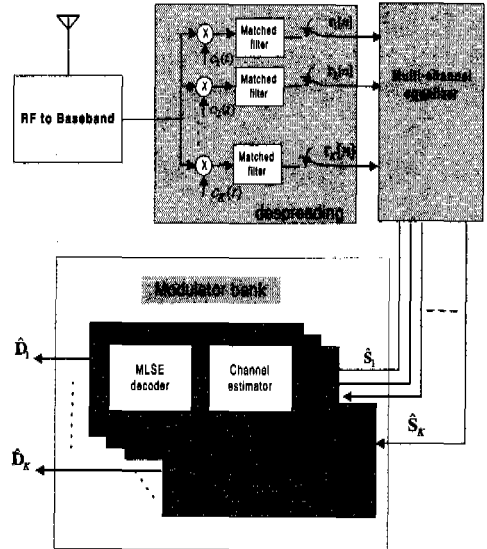 RF to Baseband
X
Matched
filter
r₁[n]
c₁(t)
X
Matched
filter
r₂[n]
c₂(t)
X
Matched
filter
r_K[n]
c_K(t)
despreading
Multi-channel
equaliser
Modulator bank
MLSE
decoder
Channel
estimator
D̂₁
Ŝ₁
Ŝ_K
D̂_K